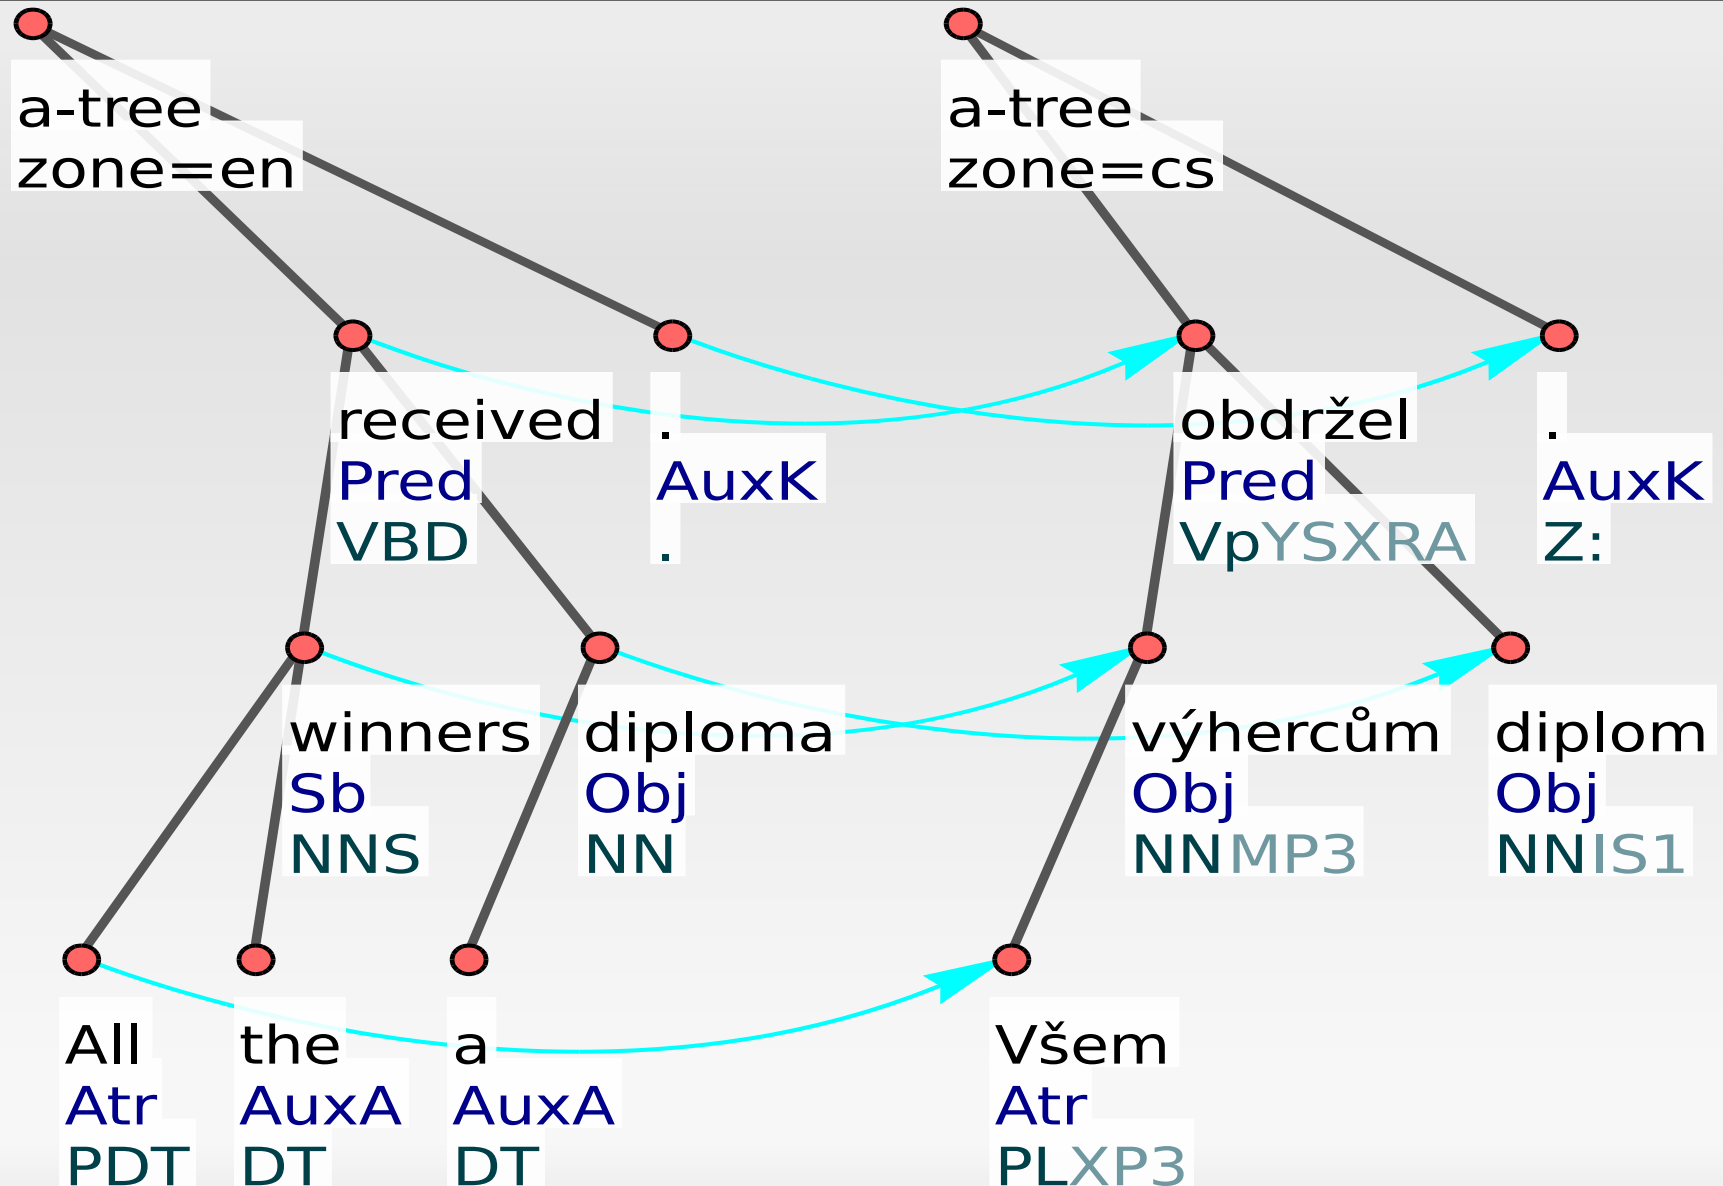 a-tree
zone=en
a-tree
zone=cs
received
Pred
VBD
.
AuxK
.
obdržel
Pred
VpYSXRA
.
AuxK
Z:
winners
Sb
NNS
diploma
Obj
NN
výhercům
Obj
NNMP3
diplom
Obj
NNIS1
All
Atr
PDT
the
AuxA
DT
a
AuxA
DT
Všem
Atr
PLXP3